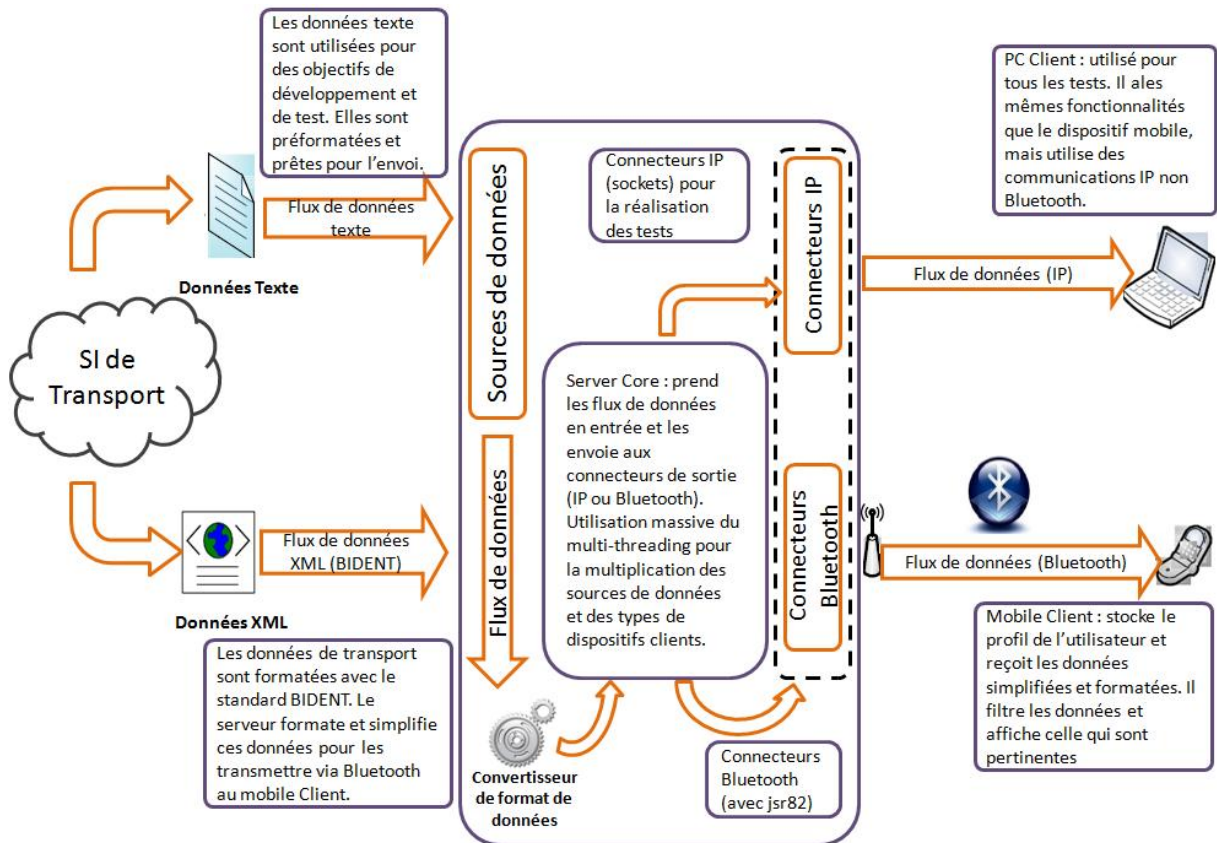 Les données texte
sont utilisées pour
des objectifs de
développement et
de test. Elles sont
préformatées et
prêtes pour l'envoi.
PC Client : utilisé pour
tous les tests. Il ales
mêmes fonctionnalités
que le dispositif mobile,
mais utilise des
communications IP non
Bluetooth.
Connecteurs IP
(sockets) pour
la réalisation
des tests
Flux de données
texte
Données Texte
Sources de données
Connecteurs IP
Flux de données (IP)
SI de
Transport
Server Core : prend
les flux de données
en entrée et les
envoie aux
connecteurs de sortie
(IP ou Bluetooth).
Utilisation massive du
multi-threading pour
la multiplication des
sources de données
et des types de
dispositifs clients.
Flux de données
XML (BIDENT)
Données XML
Flux de données
Connecteurs
Bluetooth
Flux de données (Bluetooth)
Les données de transport
sont formatées avec le
standard BIDENT. Le
serveur formate et simplifie
ces données pour les
transmettre via Bluetooth
au mobile Client.
Convertisseur
de format de
données
Connecteurs
Bluetooth
(avec jsr82)
Mobile Client : stocke le
profil de l'utilisateur et
reçoit les données
simplifiées et formatées. Il
filtre les données et
affiche celle qui sont
pertinentes